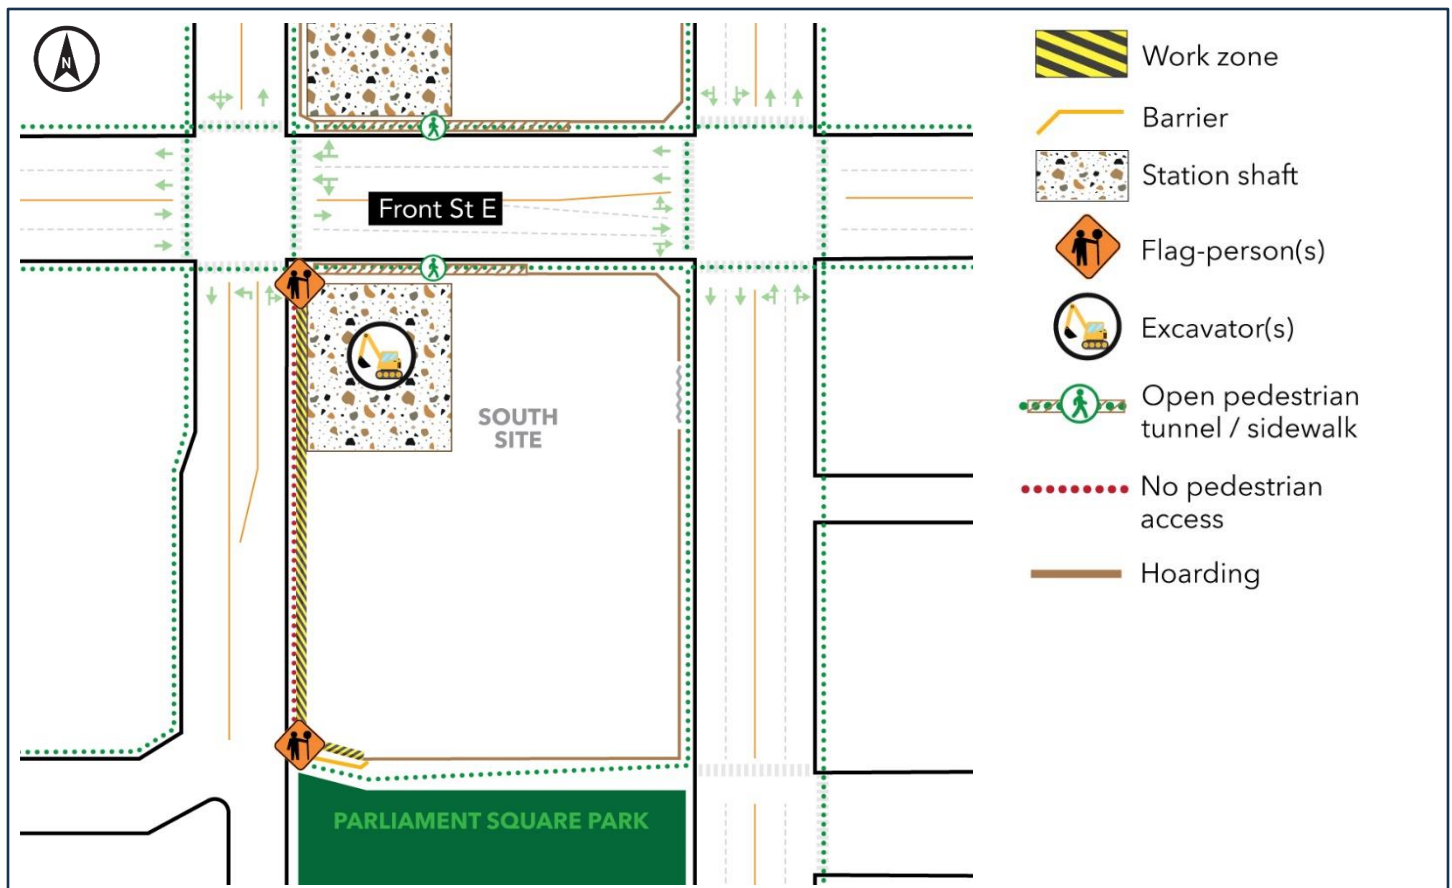 N
Front St E
SOUTH
SITE
PARLIAMENT SQUARE PARK
Work zone
Barrier
Station shaft
Flag-person(s)
Excavator(s)
Open pedestrian
tunnel / sidewalk
No pedestrian
access
Hoarding